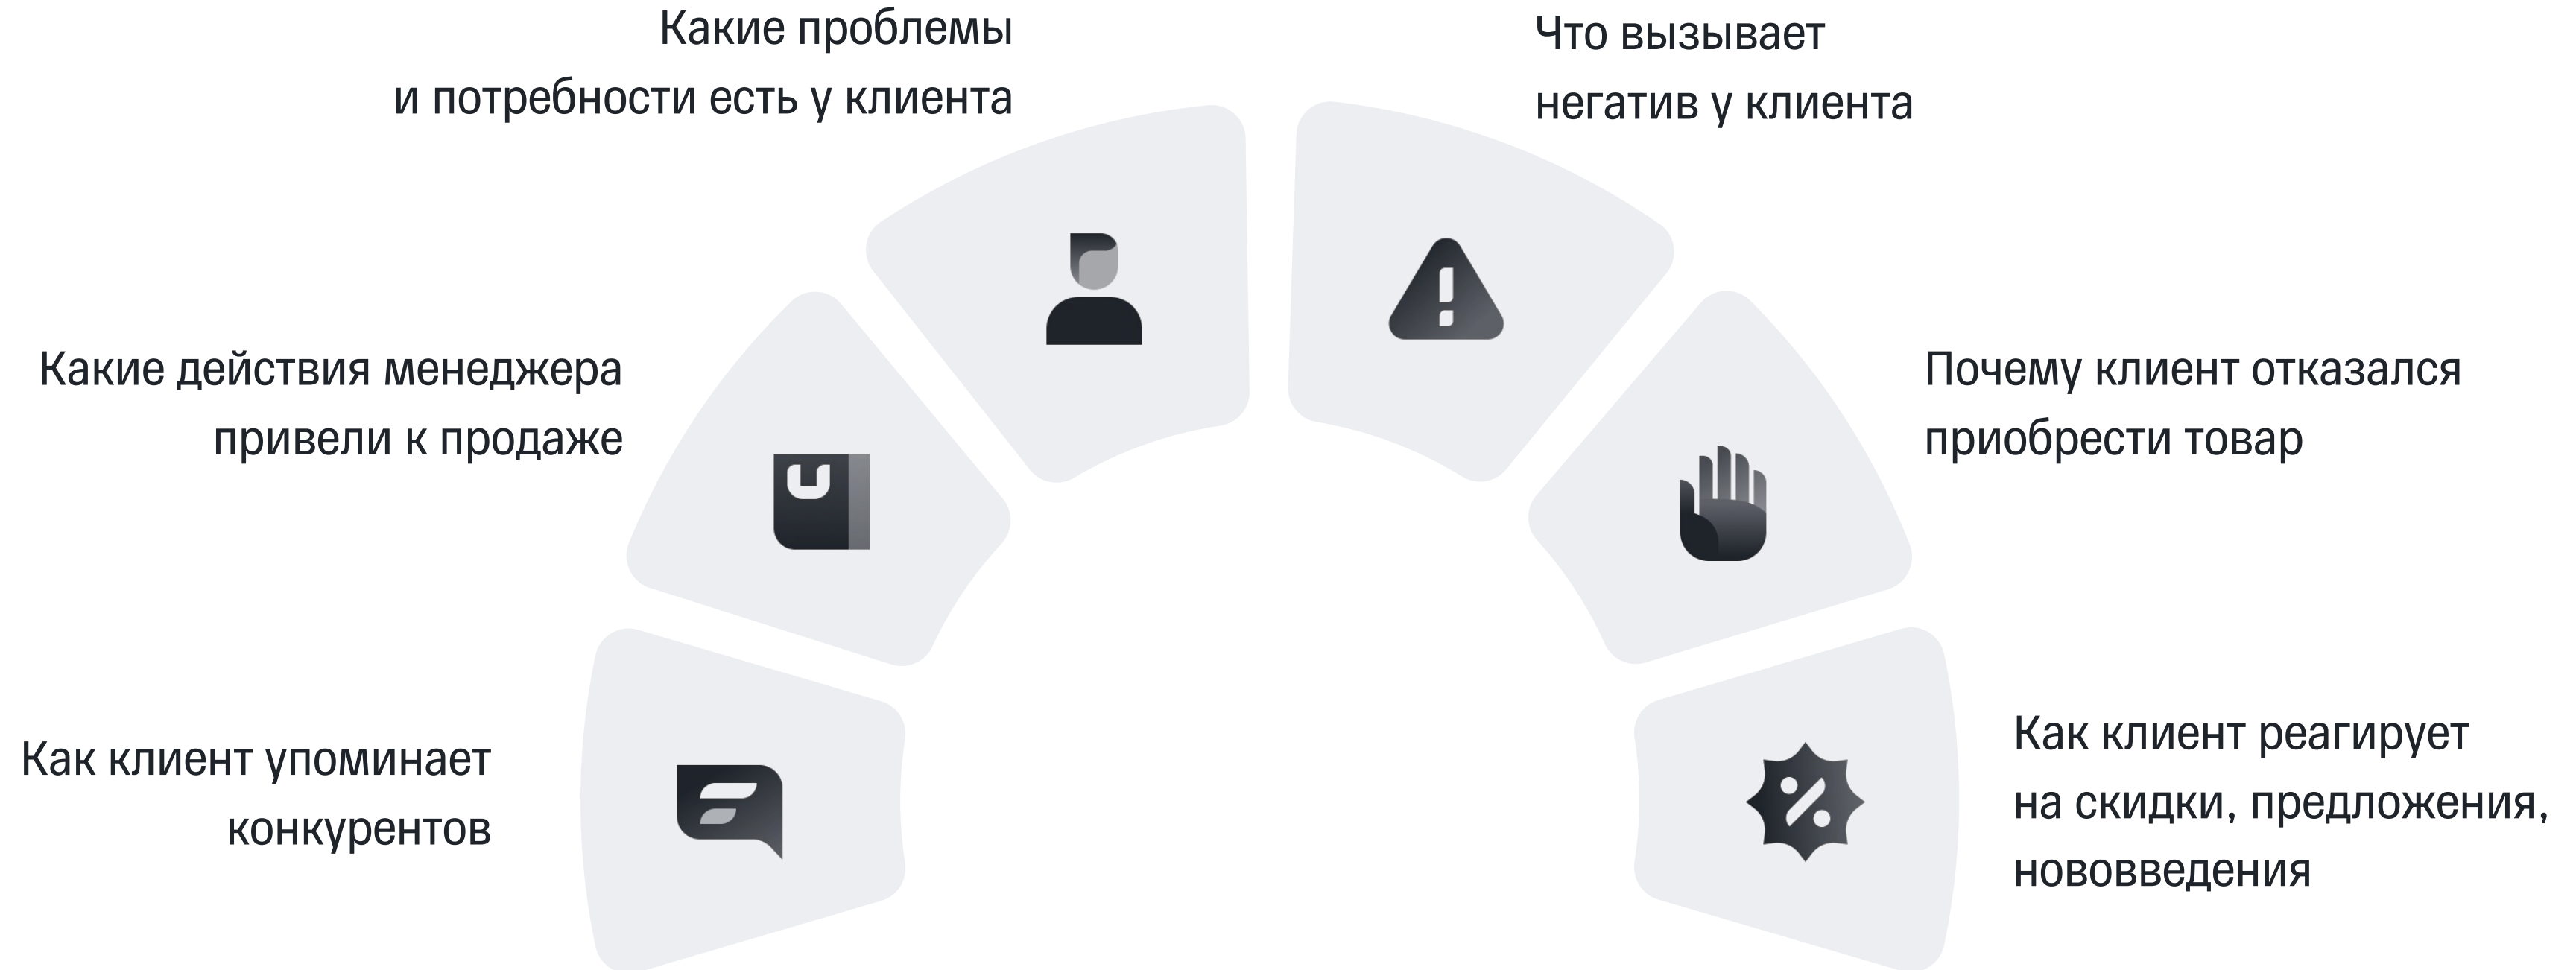 Какие проблемы
и потребности есть у клиента
Что вызывает
негатив у клиента
Какие действия менеджера
привели к продаже
Почему клиент отказался
приобрести товар
Как клиент упоминает
конкурентов
Как клиент реагирует
на скидки, предложения,
нововведения